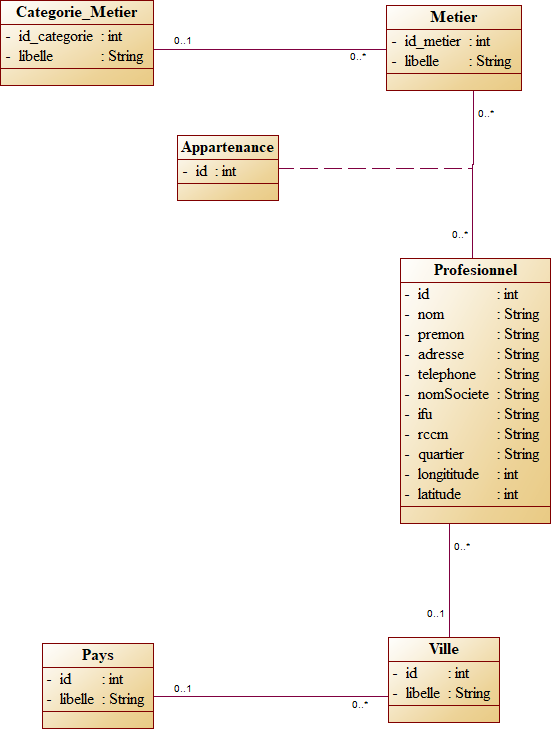 Categorie_Metier
- id_categorie : int
- libelle : String
0..1
0..*
Metier
- id_metier : int
- libelle : String
0..*
Appartenance
- id : int
0..*
Profesionnel
- id : int
- nom : String
- premon : String
- adresse : String
- telephone : String
- nomSociete : String
- ifu : String
- rccm : String
- quartier : String
- longititude : int
- latitude : int
0..*
0..1
Pays
- id : int
- libelle : String
0..1
0..*
Ville
- id : int
- libelle : String